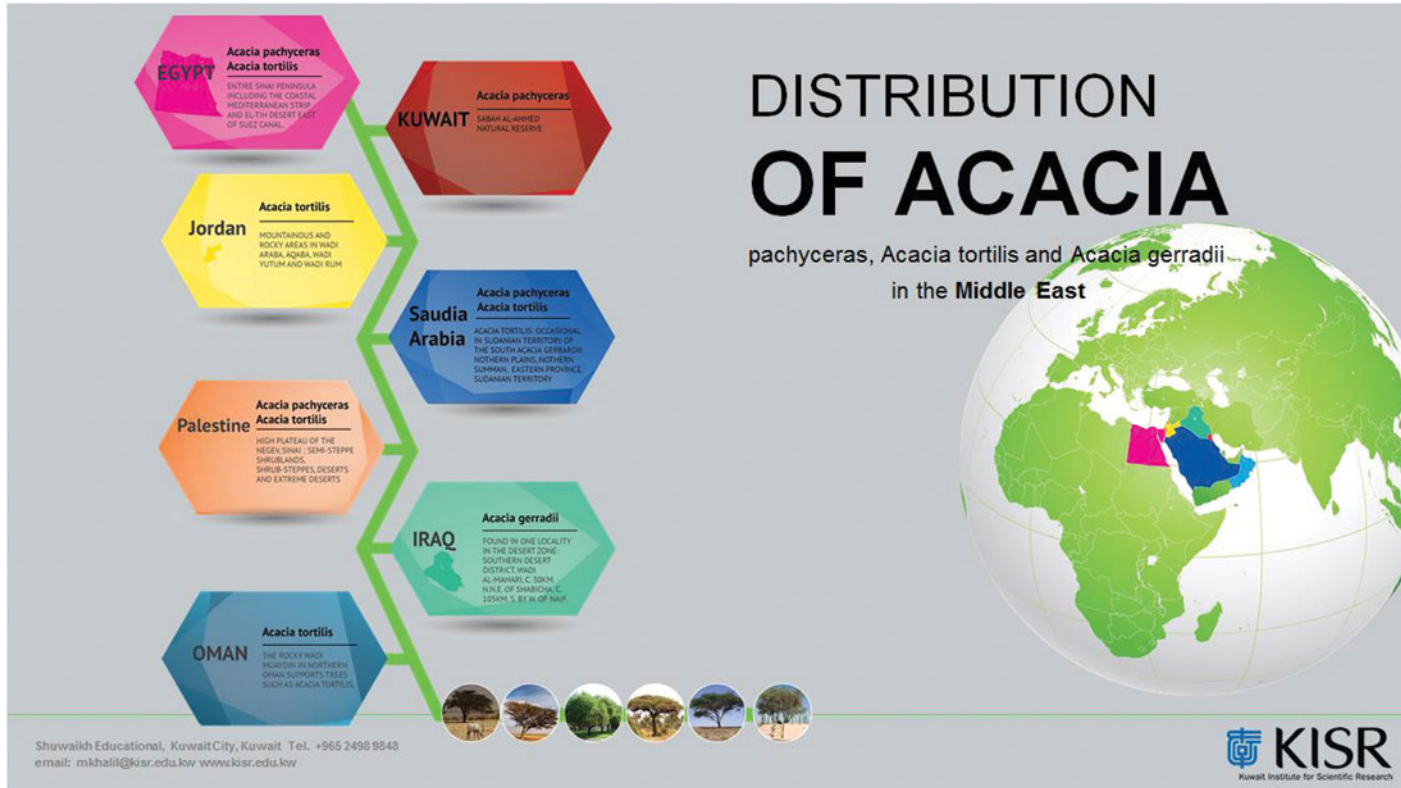 EGYPT
Acacia pachyceras
Acacia tortilis
ENTIRE SINAI PENINSULA
INCLUDING THE COASTAL
MEDITERRANEAN STRIP
AND EL-TIH DESERT EAST
OF SUEZ CANAL.
KUWAIT
Acacia pachyceras
SABAH AL-AHMED
NATURAL RESERVE
Jordan
Acacia tortilis
MOUNTAINOUS AND
ROCKY AREAS IN WADI
ARABA, AQABA, WADI
YUTUM AND WADI RUM
Saudia
Arabia
Acacia pachyceras
Acacia tortilis
ACACIA TORTILIS: OCCASIONAL
IN SUDANIAN TERRITORY OF
THE SOUTH ACACIA GERRARDII:
NOTHERN PLAINS, NOTHERN
SUMMAN, EASTERN PROVINCE,
SUDANIAN TERRITORY
Palestine
Acacia pachyceras
Acacia tortilis
HIGH PLATEAU OF THE
NEGEV, SINAI ; SEMI-STEPPE
SHRUBLANDS,
SHRUB-STEPPES, DESERTS
AND EXTREME DESERTS
IRAQ
Acacia gerradii
FOUND IN ONE LOCALITY
IN THE DESERT ZONE:
SOUTHERN DESERT
DISTRICT, WADI
AL-MAHARI, C. 30KM.
N.N.E. OF SHABICHA, C.
105KM. S. BY W. OF NAIF.
OMAN
Acacia tortilis
THE ROCKY WADI
MUAYDIN IN NORTHERN
OMAN SUPPORTS TREES
SUCH AS ACACIA TORTILIS.
DISTRIBUTION
OF ACACIA
pachyceras, Acacia tortilis and Acacia gerradii
in the Middle East
Shuwaikh Educational, KuwaitCity, Kuwait Tel. +965 2498 9848
email: mkhalil@kisr.edu.kw www.kisr.edu.kw
KISR
Kuwait Institute for Scientific Research